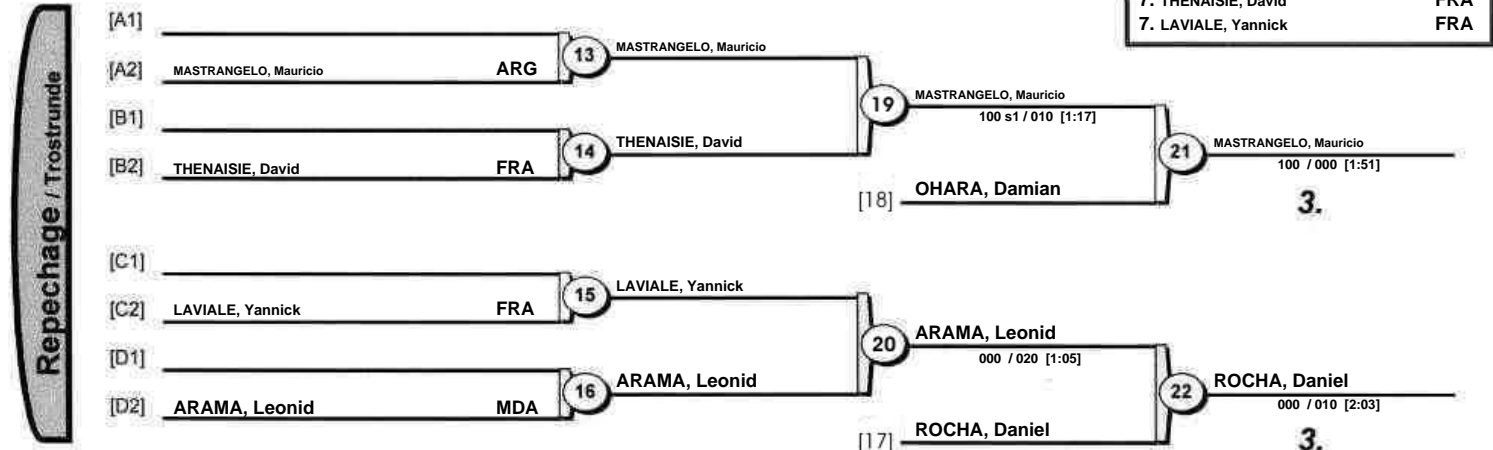 7. THENAISIE, David FRA
7. LAVIALE, Yannick FRA
Repechage / Trostrunde
[A1]
13 MASTRANGELO, Mauricio
[A2] MASTRANGELO, Mauricio ARG
19 MASTRANGELO, Mauricio
100 s1 / 010 [1:17]
[B1]
14 THENAISIE, David
[B2] THENAISIE, David FRA
21 MASTRANGELO, Mauricio
100 / 000 [1:51]
[18] OHARA, Damian
3.
[C1]
15 LAVIALE, Yannick
[C2] LAVIALE, Yannick FRA
20 ARAMA, Leonid
000 / 020 [1:05]
[D1]
16 ARAMA, Leonid
[D2] ARAMA, Leonid MDA
22 ROCHA, Daniel
000 / 010 [2:03]
[17] ROCHA, Daniel
3.